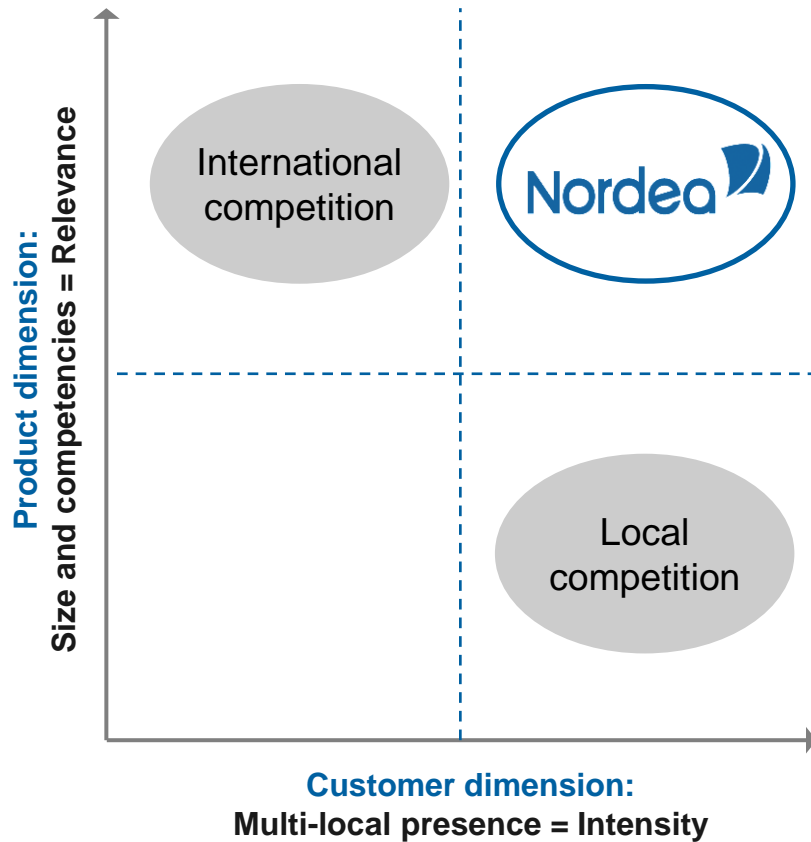 International
competition
Nordea
Product dimension:
Size and competencies = Relevance
Local
competition
Customer dimension:
Multi-local presence = Intensity